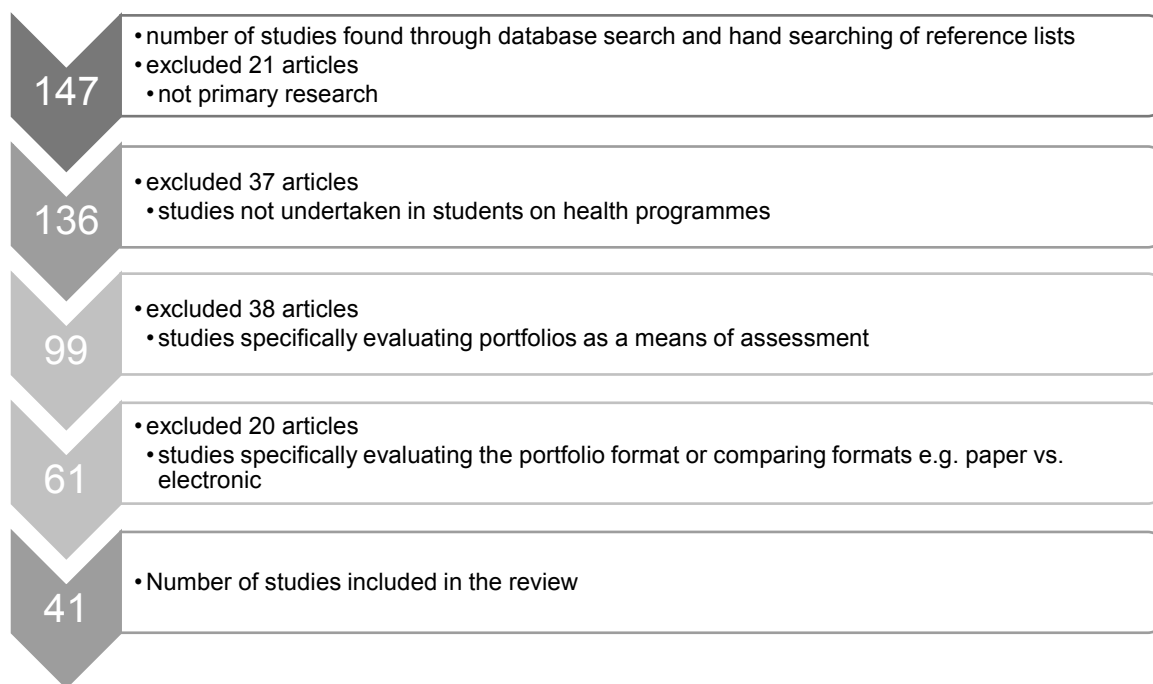 147
• number of studies found through database search and hand searching of reference lists
• excluded 21 articles
• not primary research
136
• excluded 37 articles
• studies not undertaken in students on health programmes
99
• excluded 38 articles
• studies specifically evaluating portfolios as a means of assessment
61
• excluded 20 articles
• studies specifically evaluating the portfolio format or comparing formats e.g. paper vs.
electronic
41
• Number of studies included in the review